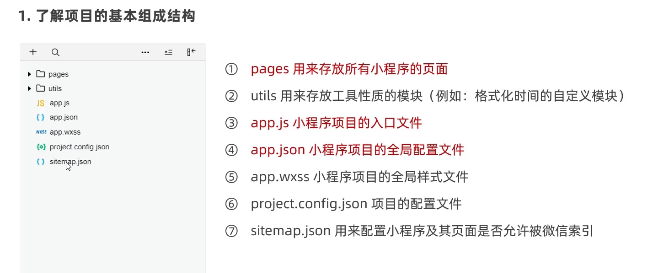 1. 了解项目的基本组成结构
pages
utils
JS app.js
{ } app.json
WXSS app.wxss
{o} project.config.json
{ } sitemap.json
① pages 用来存放所有小程序的页面
② utils 用来存放工具性质的模块（例如：格式化时间的自定义模块）
③ app.js 小程序项目的入口文件
④ app.json 小程序项目的全局配置文件
⑤ app.wxss 小程序项目的全局样式文件
⑥ project.config.json 项目的配置文件
⑦ sitemap.json 用来配置小程序及其页面是否允许被微信索引